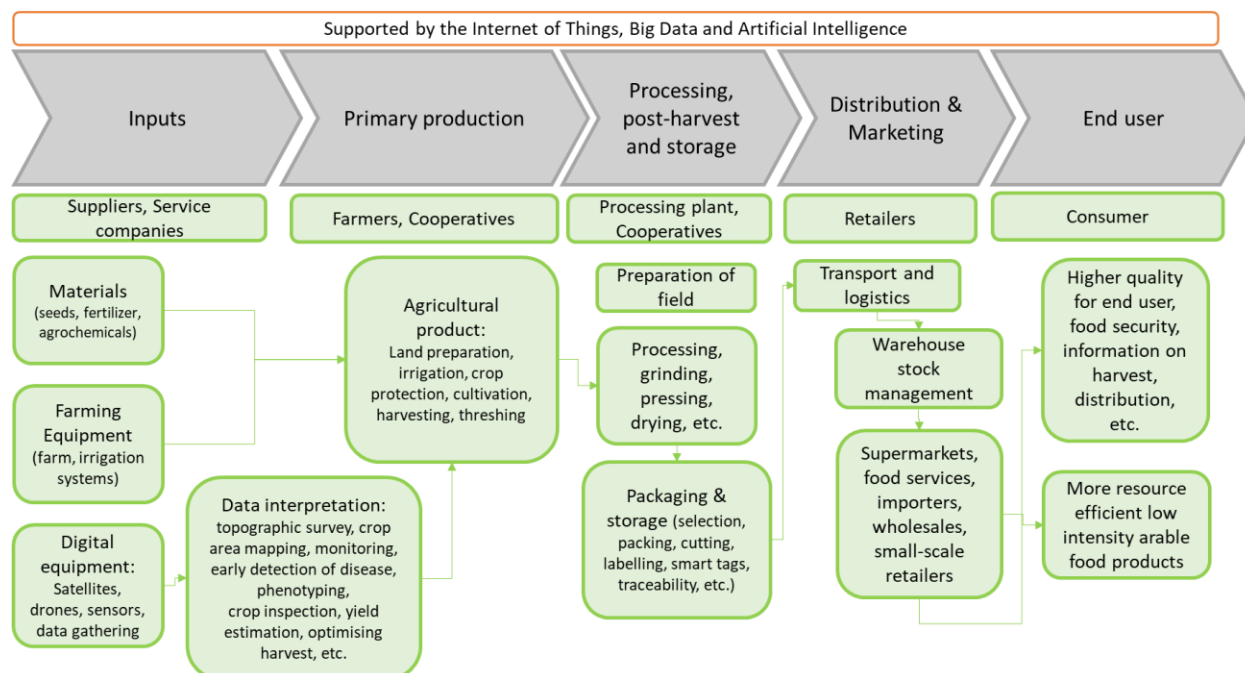 Supported by the Internet of Things, Big Data and Artificial Intelligence
Inputs
Primary production
Processing,
post-harvest
and storage
Distribution &
Marketing
End user
Suppliers, Service
companies
Farmers, Cooperatives
Processing plant,
Cooperatives
Retailers
Consumer
Materials
(seeds, fertilizer,
agrochemicals)
Farming
Equipment
(farm, irrigation
systems)
Digital
equipment:
Satellites,
drones, sensors,
data gathering
Agricultural
product:
Land preparation,
irrigation, crop
protection, cultivation,
harvesting, threshing
Data interpretation:
topographic survey, crop
area mapping, monitoring,
early detection of disease,
phenotyping,
crop inspection, yield
estimation, optimising
harvest, etc.
Preparation of
field
Processing,
grinding,
pressing,
drying, etc.
Packaging &
storage (selection,
packing, cutting,
labelling, smart tags,
traceability, etc.)
Transport and
logistics
Warehouse
stock
management
Supermarkets,
food services,
importers,
wholesales,
small-scale
retailers
Higher quality
for end user,
food security,
information on
harvest,
distribution,
etc.
More resource
efficient low
intensity arable
food products